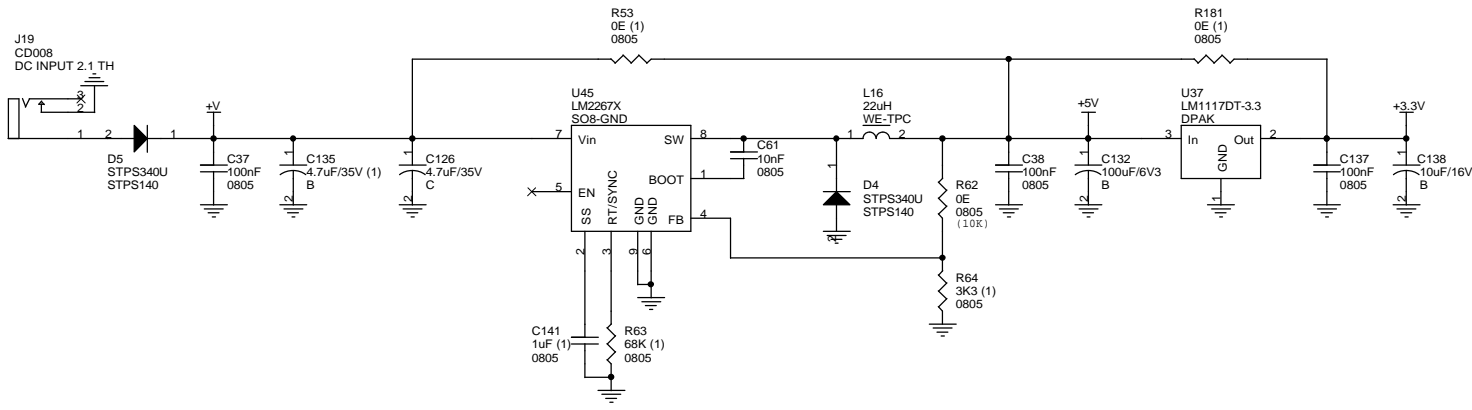 J19
CD008
DC INPUT 2.1 TH
3
2
1
2
1
D5
STPS340U
STPS140
+V
C37
100nF
0805
1
2
C135
4.7uF/35V (1)
B
1
2
C126
4.7uF/35V
C
R53
0E (1)
0805
U45
LM2267X
SO8-GND
7
Vin
SW
8
BOOT
1
5
EN
FB
4
SS
RT/SYNC
GND
GND
2
3
9
6
C141
1uF (1)
0805
R63
68K (1)
0805
C61
10nF
0805
1
2
D4
STPS340U
STPS140
L16
22uH
WE-TPC
1
2
R62
0E
0805
(10K)
R64
3K3 (1)
0805
C38
100nF
0805
+5V
1
2
C132
100uF/6V3
B
R181
0E (1)
0805
U37
LM1117DT-3.3
DPAK
3
In
Out
2
GND
1
C137
100nF
0805
+3.3V
1
2
C138
10uF/16V
B